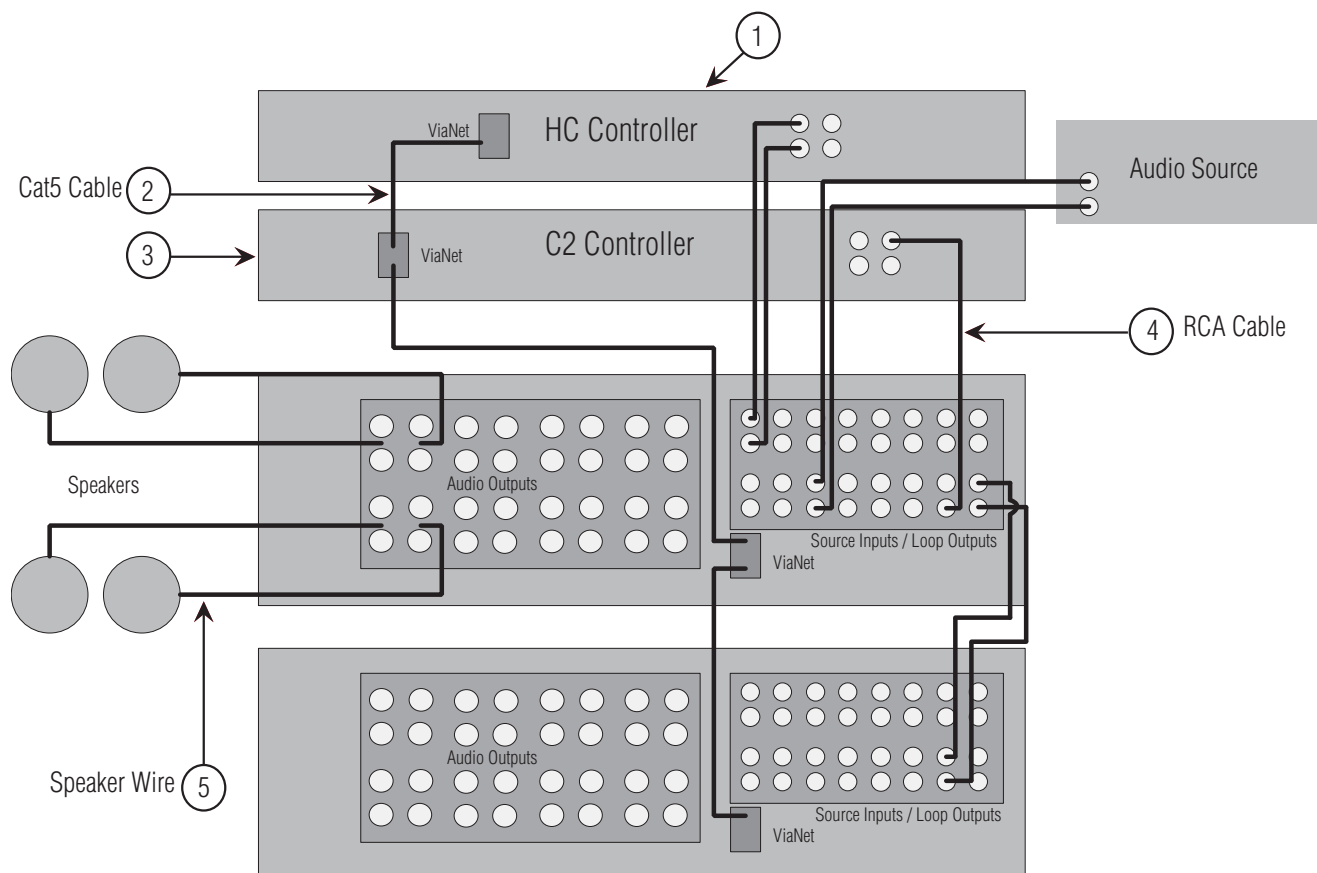 1
ViaNet
HC Controller
Audio Source
Cat5 Cable
2
C2 Controller
3
ViaNet
4
RCA Cable
Speakers
Audio Outputs
Source Inputs / Loop Outputs
ViaNet
Audio Outputs
Speaker Wire
5
Source Inputs / Loop Outputs
ViaNet